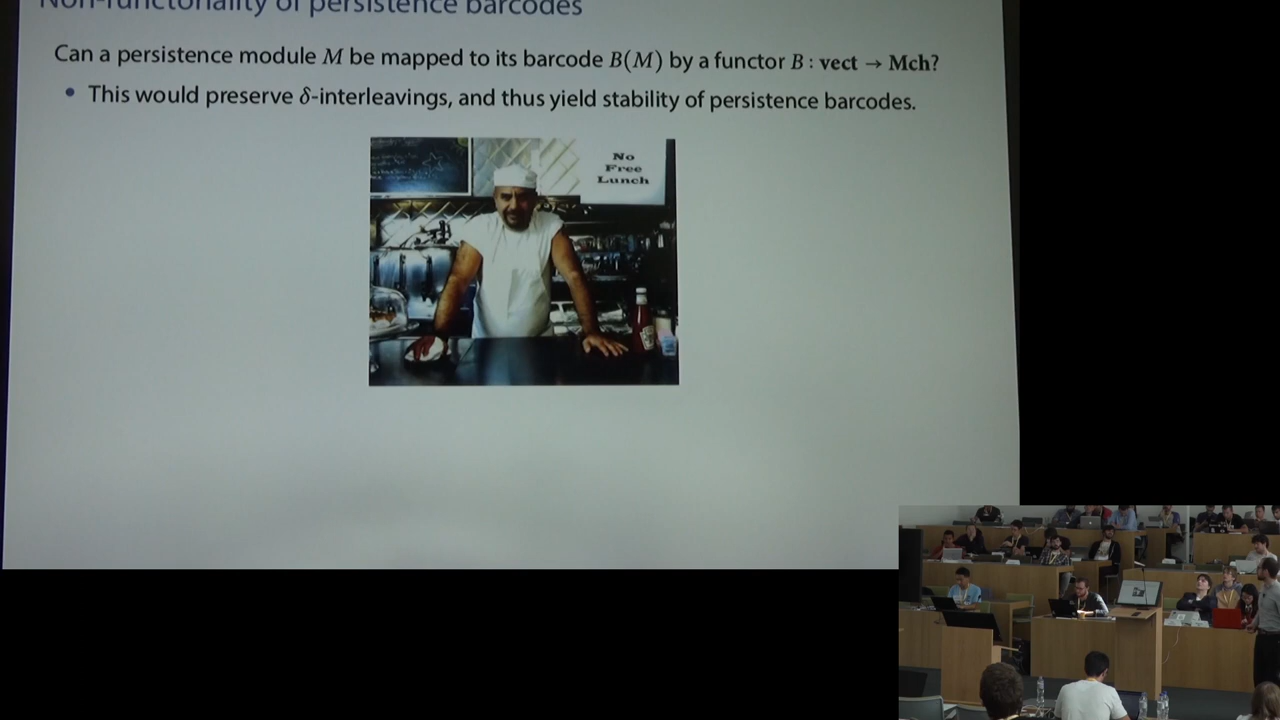 Non-functoriality of persistence barcodes
Can a persistence module M be mapped to its barcode B(M) by a functor B : vect → Mch?
• This would preserve δ-interleavings, and thus yield stability of persistence barcodes.
No
Free
Lunch